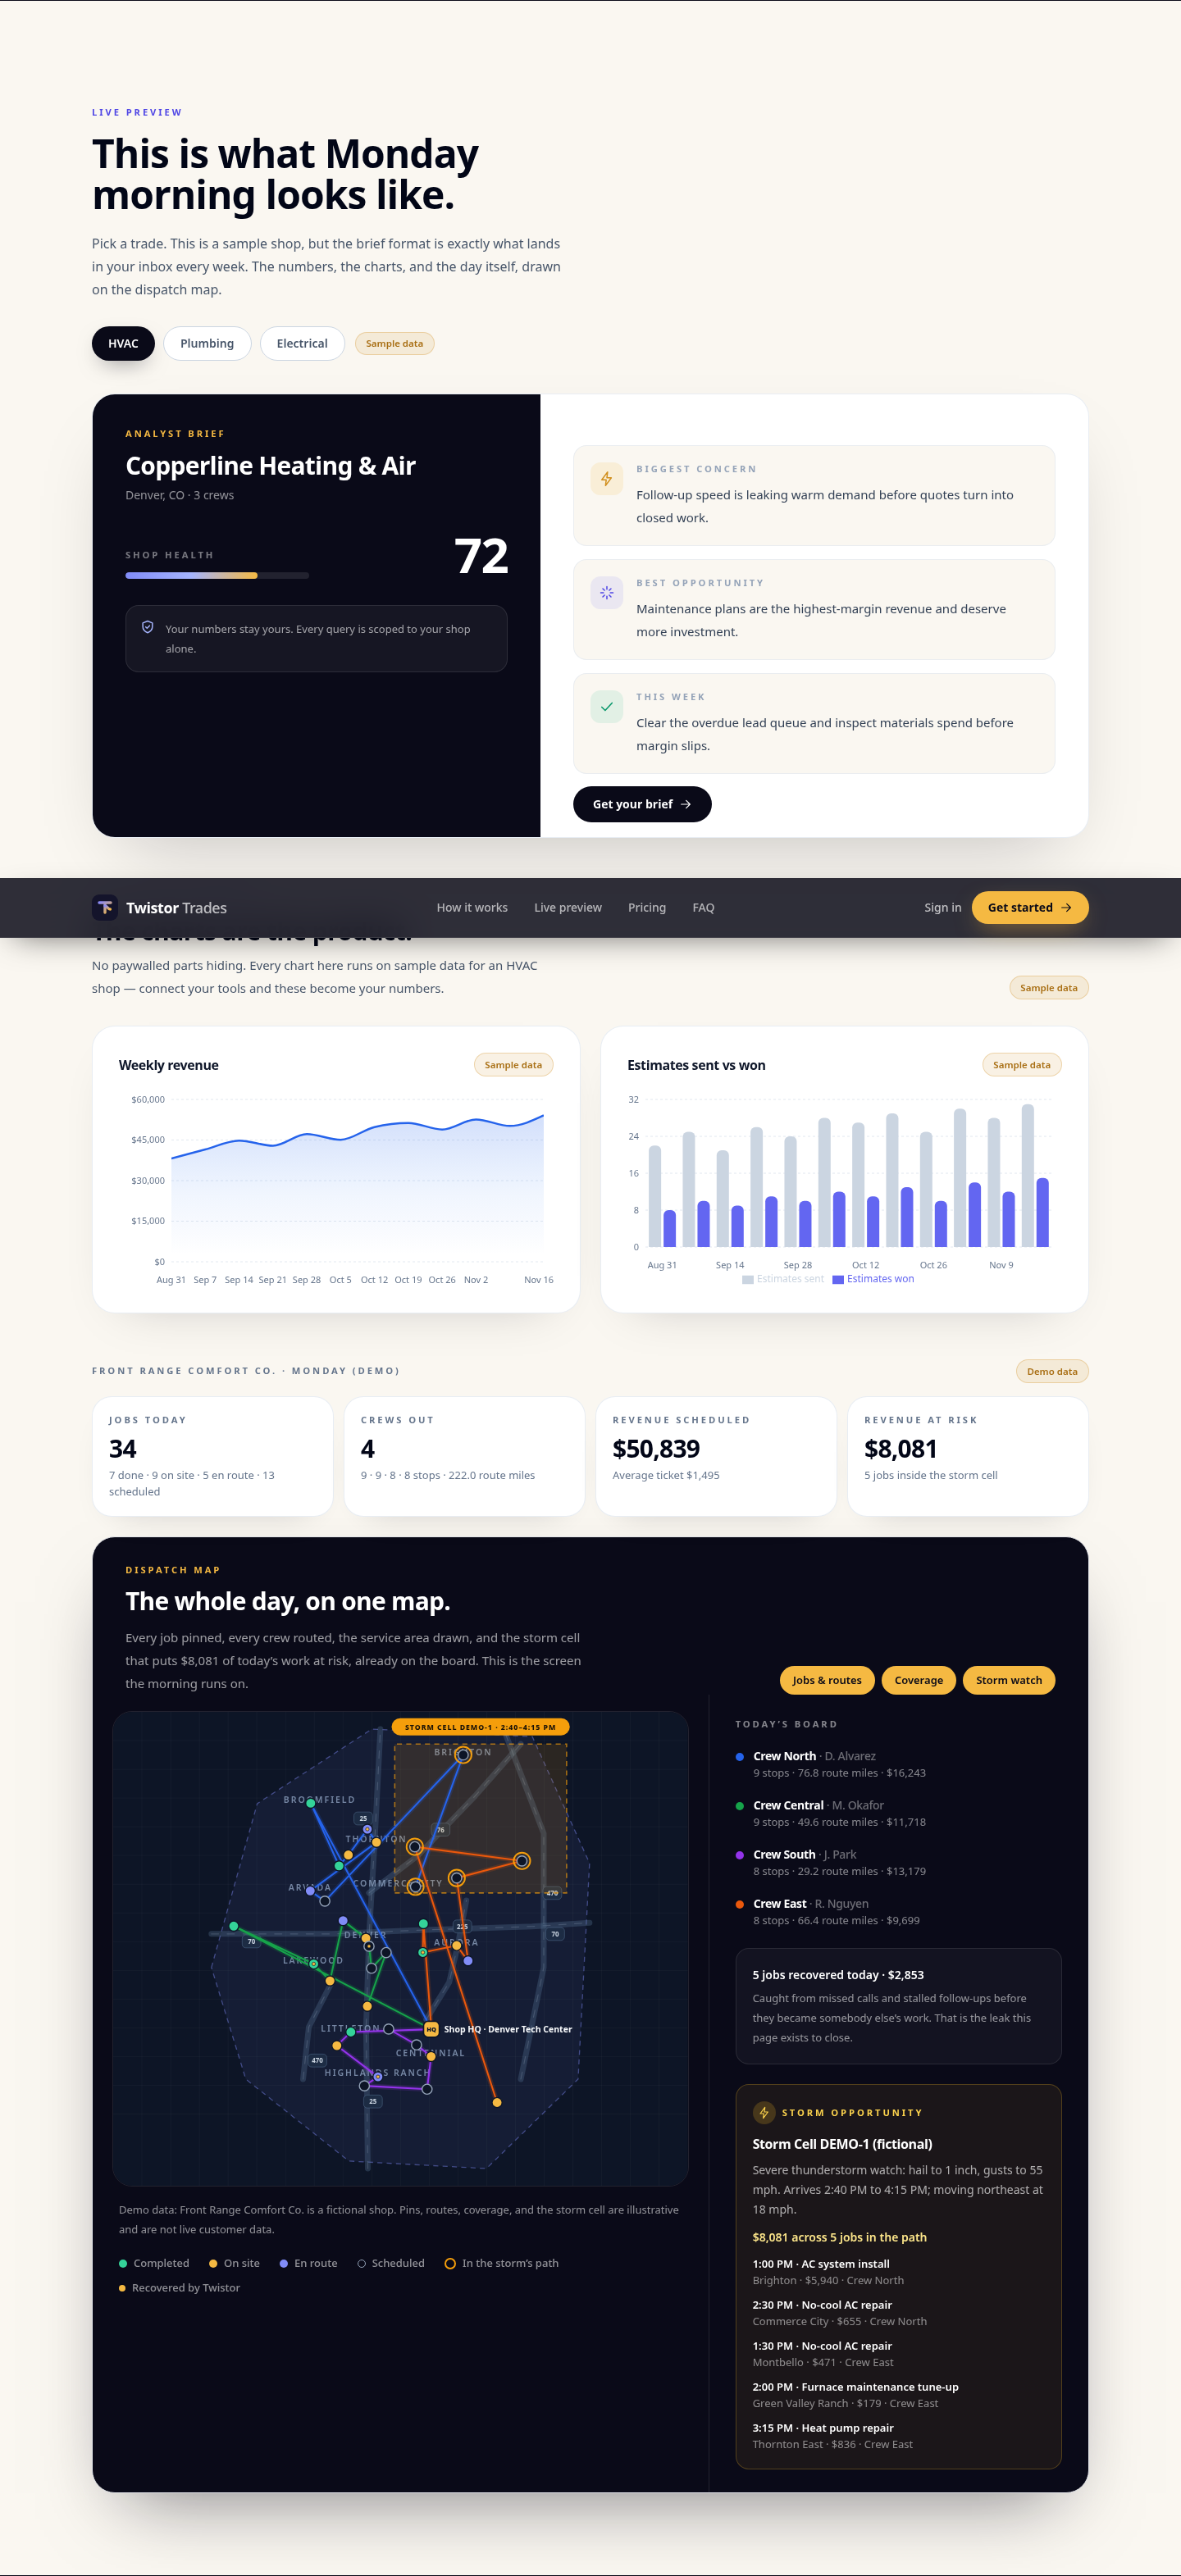 LIVE PREVIEW
This is what Monday
morning looks like.
Pick a trade. This is a sample shop, but the brief format is exactly what lands
in your inbox every week. The numbers, the charts, and the day itself, drawn
on the dispatch map.
HVAC Plumbing Electrical Sample data
ANALYST BRIEF
Copperline Heating & Air
Denver, CO · 3 crews
SHOP HEALTH
72
Your numbers stay yours. Every query is scoped to your shop
alone.
BIGGEST CONCERN
Follow-up speed is leaking warm demand before quotes turn into
closed work.
BEST OPPORTUNITY
Maintenance plans are the highest-margin revenue and deserve
more investment.
THIS WEEK
Clear the overdue lead queue and inspect materials spend before
margin slips.
Get your brief →
Twistor Trades How it works Live preview Pricing FAQ Sign in Get started →
The charts are the product.
No paywalled parts hiding. Every chart here runs on sample data for an HVAC
shop — connect your tools and these become your numbers.
Sample data
Weekly revenue
Sample data
$60,000
$45,000
$30,000
$15,000
$0
Aug 31 Sep 7 Sep 14 Sep 21 Sep 28 Oct 5 Oct 12 Oct 19 Oct 26 Nov 2 Nov 16
Estimates sent vs won
Sample data
32
24
16
8
0
Aug 31 Sep 14 Sep 28 Oct 12 Oct 26 Nov 9
Estimates sent Estimates won
FRONT RANGE COMFORT CO. · MONDAY (DEMO)
Demo data
JOBS TODAY
34
7 done · 9 on site · 5 en route · 13
scheduled
CREWS OUT
4
9 · 9 · 8 · 8 stops · 222.0 route miles
REVENUE SCHEDULED
$50,839
Average ticket $1,495
REVENUE AT RISK
$8,081
5 jobs inside the storm cell
DISPATCH MAP
The whole day, on one map.
Every job pinned, every crew routed, the service area drawn, and the storm cell
that puts $8,081 of today's work at risk, already on the board. This is the screen
the morning runs on.
Jobs & routes Coverage Storm watch
STORM CELL DEMO-1 · 2:40–4:15 PM
BRIGHTON
BROOMFIELD
25
76
THORNTON
ARVADA
COMMERCE CITY
470
225
70
70
DENVER
AURORA
LAKEWOOD
LITTLETON
HQ
Shop HQ · Denver Tech Center
CENTENNIAL
470
HIGHLANDS RANCH
25
Demo data: Front Range Comfort Co. is a fictional shop. Pins, routes, coverage, and the storm cell are illustrative
and are not live customer data.
Completed On site En route Scheduled In the storm's path
Recovered by Twistor
TODAY'S BOARD
Crew North · D. Alvarez
9 stops · 76.8 route miles · $16,243
Crew Central · M. Okafor
9 stops · 49.6 route miles · $11,718
Crew South · J. Park
8 stops · 29.2 route miles · $13,179
Crew East · R. Nguyen
8 stops · 66.4 route miles · $9,699
5 jobs recovered today · $2,853
Caught from missed calls and stalled follow-ups before
they became somebody else's work. That is the leak this
page exists to close.
STORM OPPORTUNITY
Storm Cell DEMO-1 (fictional)
Severe thunderstorm watch: hail to 1 inch, gusts to 55
mph. Arrives 2:40 PM to 4:15 PM; moving northeast at
18 mph.
$8,081 across 5 jobs in the path
1:00 PM · AC system install
Brighton · $5,940 · Crew North
2:30 PM · No-cool AC repair
Commerce City · $655 · Crew North
1:30 PM · No-cool AC repair
Montbello · $471 · Crew East
2:00 PM · Furnace maintenance tune-up
Green Valley Ranch · $179 · Crew East
3:15 PM · Heat pump repair
Thornton East · $836 · Crew East